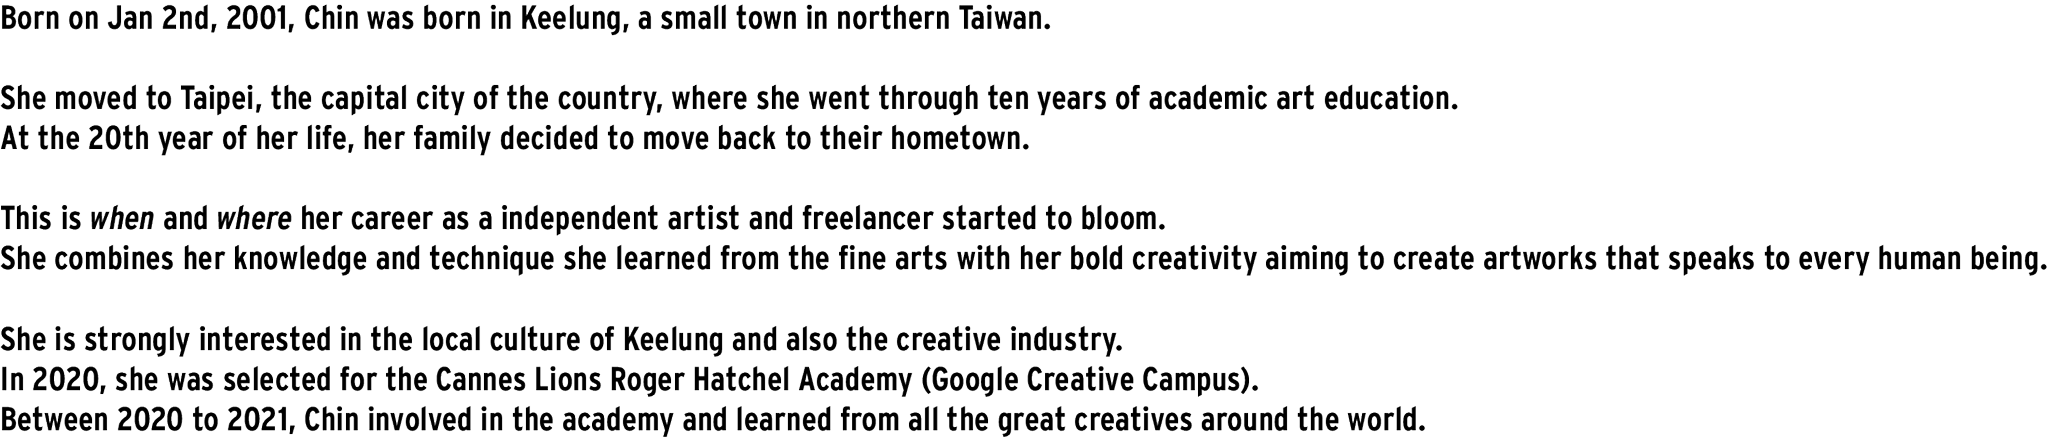 Born on Jan 2nd, 2001, Chin was born in Keelung, a small town in northern Taiwan.
She moved to Taipei, the capital city of the country, where she went through ten years of academic art education.
At the 20th year of her life, her family decided to move back to their hometown.
This is when and where her career as a independent artist and freelancer started to bloom.
She combines her knowledge and technique she learned from the fine arts with her bold creativity aiming to create artworks that speaks to every human being.
She is strongly interested in the local culture of Keelung and also the creative industry.
In 2020, she was selected for the Cannes Lions Roger Hatchel Academy (Google Creative Campus).
Between 2020 to 2021, Chin involved in the academy and learned from all the great creatives around the world.